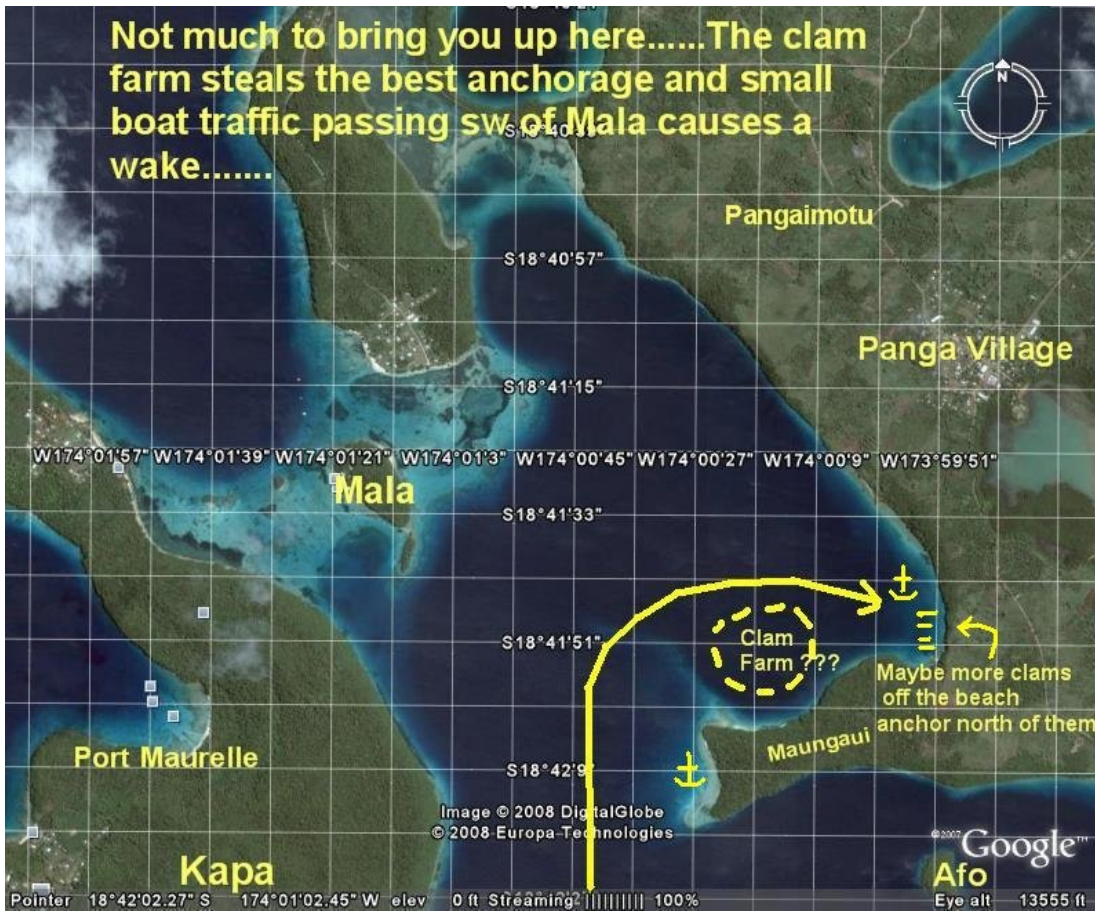 Not much to bring you up here......The clam
farm steals the best anchorage and small
boat traffic passing sw of Mala causes a
wake.......
N
S18°40'39"
Pangaimotu
S18°40'57"
Panga Village
S18°41'15"
W174°01'57" W174°01'39" W174°01'21" W174°01'3" W174°00'45" W174°00'27" W174°00'9" W173°59'51"
Mala
S18°41'33"
S18°41'51"
Clam
Farm ???
Maybe more clams
off the beach
anchor north of them
Maungaui
Port Maurelle
S18°42'9"
Image © 2008 DigitalGlobe
© 2008 Europa Technologies
©2007 Google™
Kapa
Afo
Pointer 18°42'02.27" S 174°01'02.45" W elev 0 ft Streaming |||||||||| 100% Eye alt 13555 ft